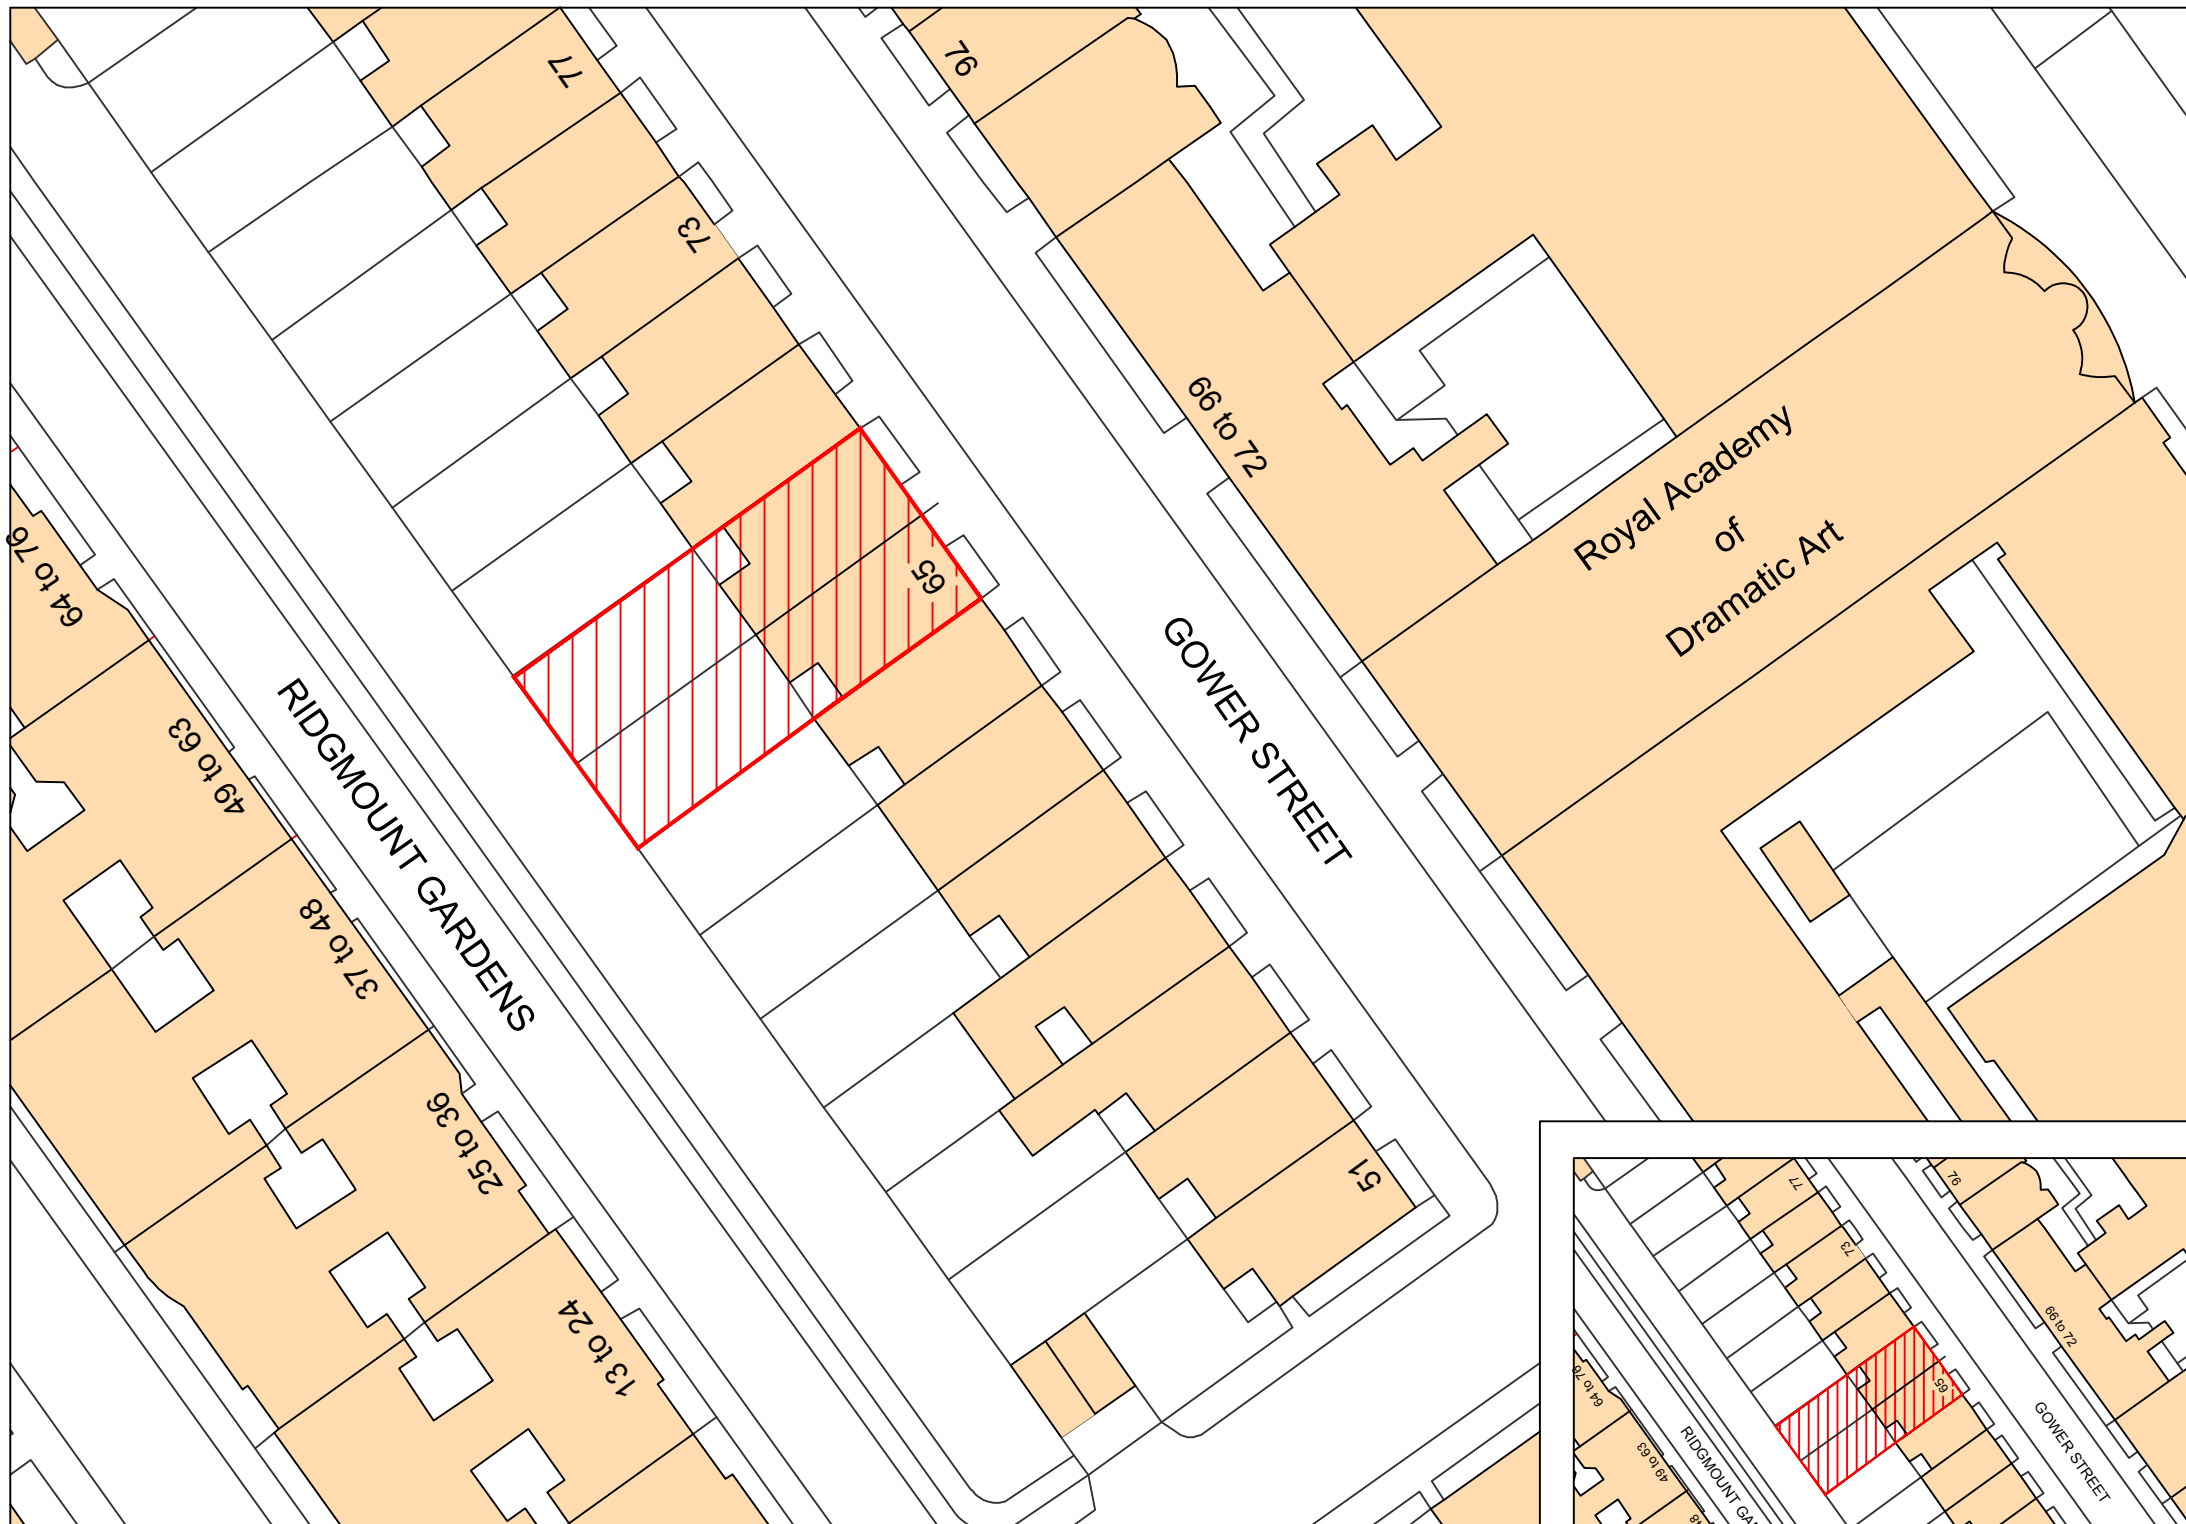 77
76
73
66 to 72
Royal Academy
of
Dramatic Art
65
64 to 76
GOWER STREET
RIDGMOUNT GARDENS
49 to 63
37 to 48
25 to 36
51
13 to 24
77
76
73
66 to 72
65
64 to 76
GOWER STREET
RIDGMOUNT GA
49 to 63